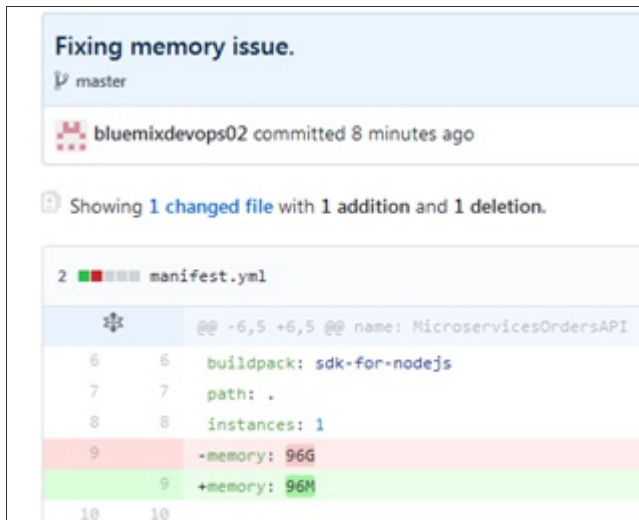 Fixing memory issue.
master
bluemixdevops02 committed 8 minutes ago
Showing 1 changed file with 1 addition and 1 deletion.
2 manifest.yml
@@ -6,5 +6,5 @@ name: MicroservicesOrdersAPI
6 6 buildpack: sdk-for-nodejs
7 7 path: .
8 8 instances: 1
9 -memory: 96G
9 +memory: 96M
10 10